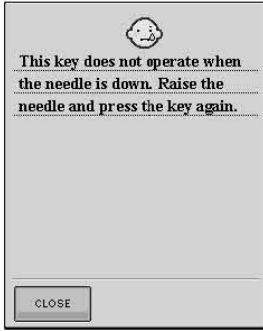 This key does not operate when
the needle is down. Raise the
needle and press the key again.
CLOSE